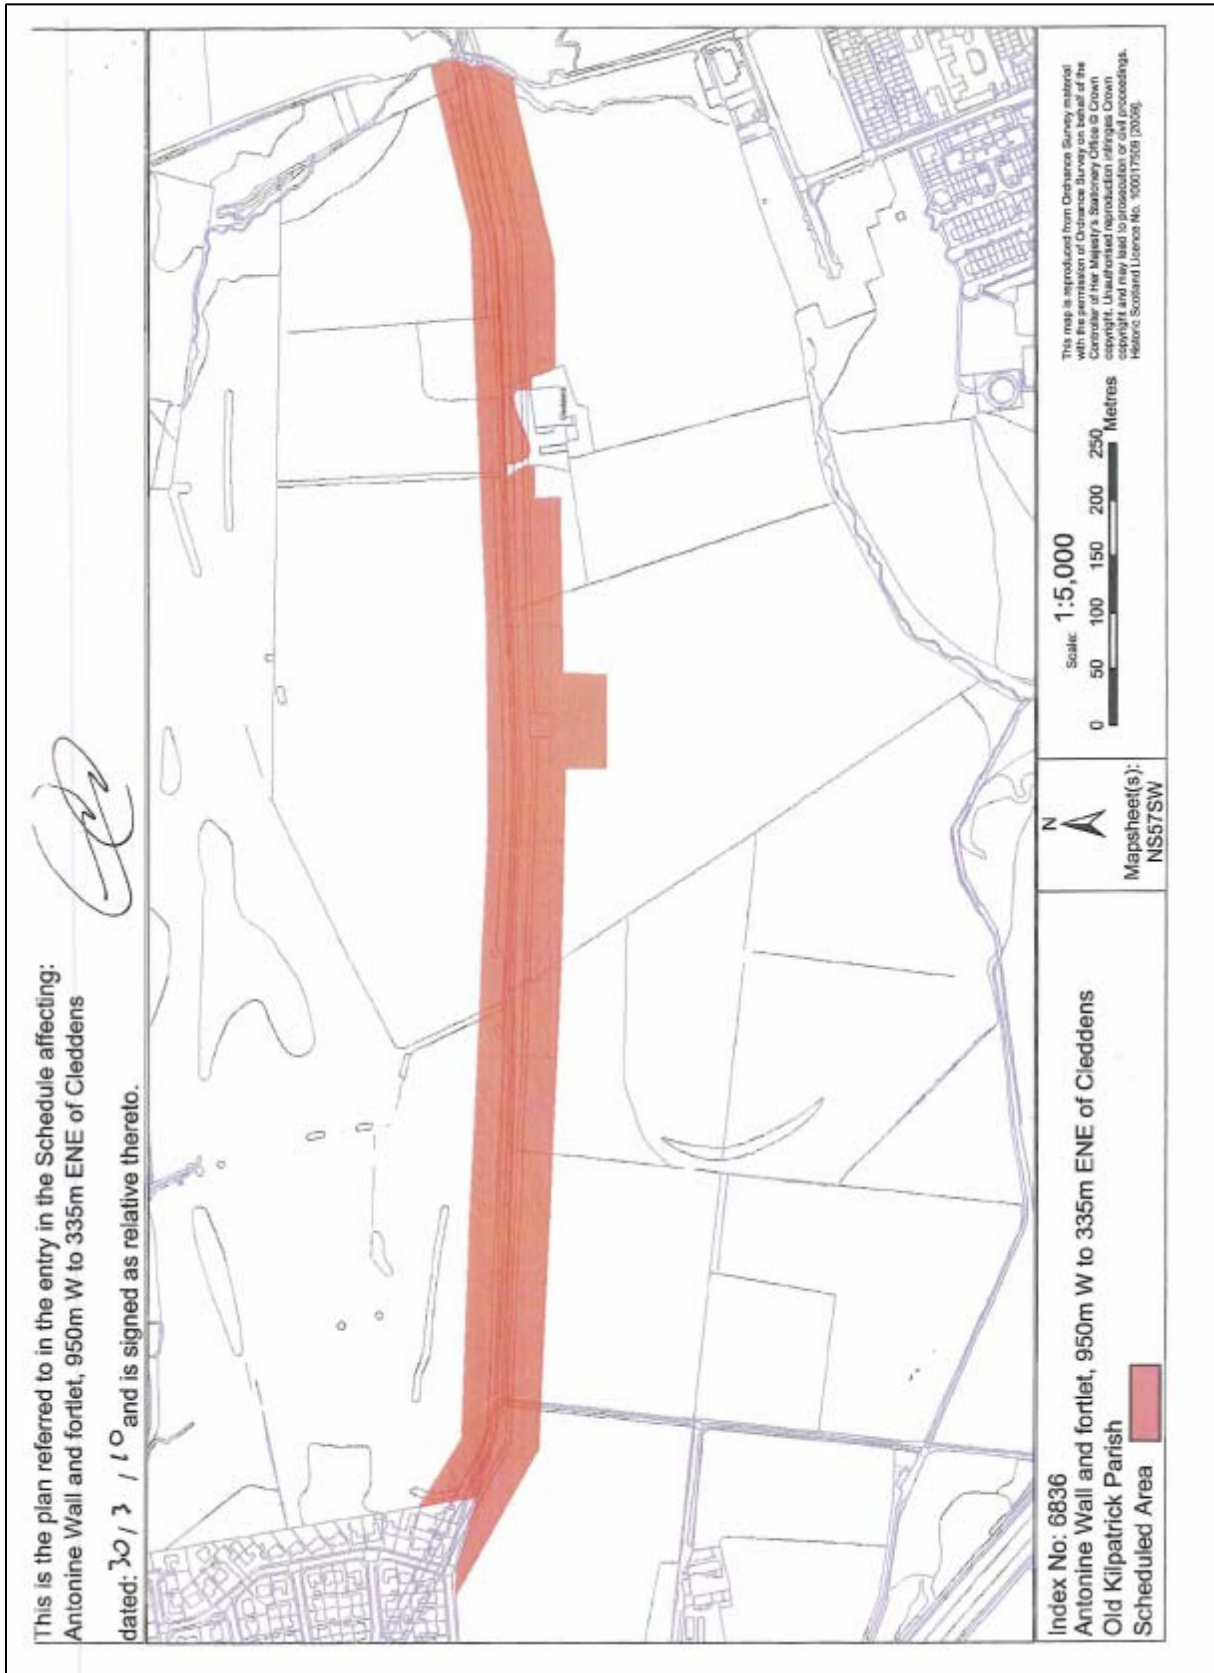 This is the plan referred to in the entry in the Schedule affecting:
Antonine Wall and fortlet, 950m W to 335m ENE of Cleddens
dated: 30 / 3 / 10 and is signed as relative thereto.
Cleddens
Index No: 6836
Antonine Wall and fortlet, 950m W to 335m ENE of Cleddens
Old Kilpatrick Parish
Scheduled Area
N
Mapsheet(s):
NS57SW
Scale: 1:5,000
0 50 100 150 200 250
Metres
This map is reproduced from Ordnance Survey material
with the permission of Ordnance Survey on behalf of the
Controller of Her Majesty's Stationery Office © Crown
copyright. Unauthorised reproduction infringes Crown
copyright and may lead to prosecution or civil proceedings.
Historic Scotland Licence No. 100017509 [2009].